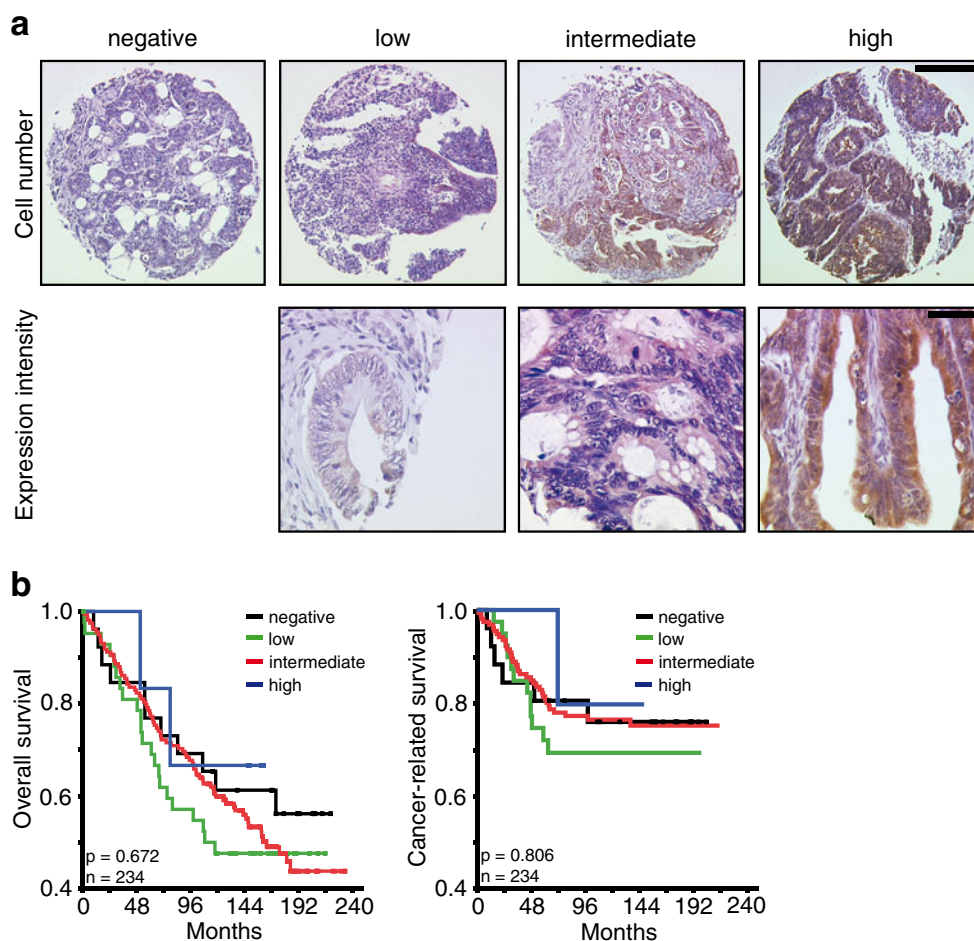 a
negative low intermediate high
Cell number
Expression intensity
b
Overall survival
1.0
0.8
0.6
0.4
negative
low
intermediate
high
p = 0.672
n = 234
0 48 96 144 192 240
Months
Cancer-related survival
1.0
0.8
0.6
0.4
negative
low
intermediate
high
p = 0.806
n = 234
0 48 96 144 192 240
Months